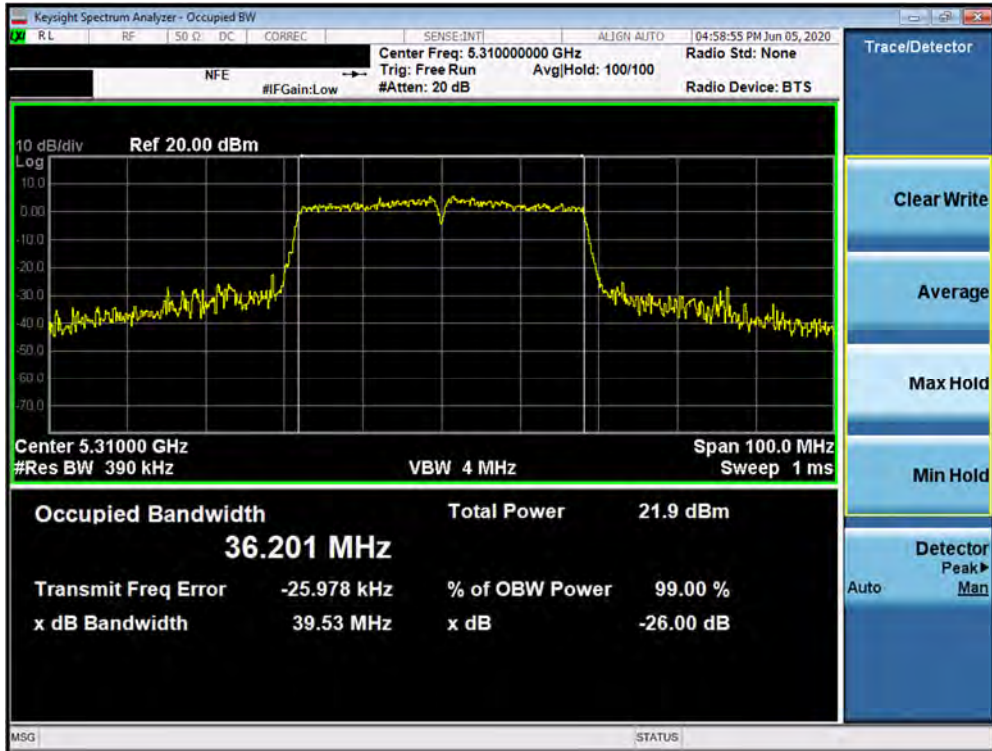 Keysight Spectrum Analyzer - Occupied BW
LXI RL RF 50 Ω DC CORREC SENSE:INT ALIGN AUTO 04:58:55 PM Jun 05, 2020
Center Freq: 5.310000000 GHz Radio Std: None
NFE Trig: Free Run Avg|Hold: 100/100
#IFGain:Low #Atten: 20 dB Radio Device: BTS
Trace/Detector
10 dB/div Ref 20.00 dBm
Log
10.0
0.00
-10.0
-20.0
-30.0
-40.0
-50.0
-60.0
-70.0
Center 5.31000 GHz Span 100.0 MHz
#Res BW 390 kHz VBW 4 MHz Sweep 1 ms
Occupied Bandwidth Total Power 21.9 dBm
36.201 MHz
Transmit Freq Error -25.978 kHz % of OBW Power 99.00 %
x dB Bandwidth 39.53 MHz x dB -26.00 dB
Clear Write
Average
Max Hold
Min Hold
Detector
Peak▶
Auto Man
MSG STATUS